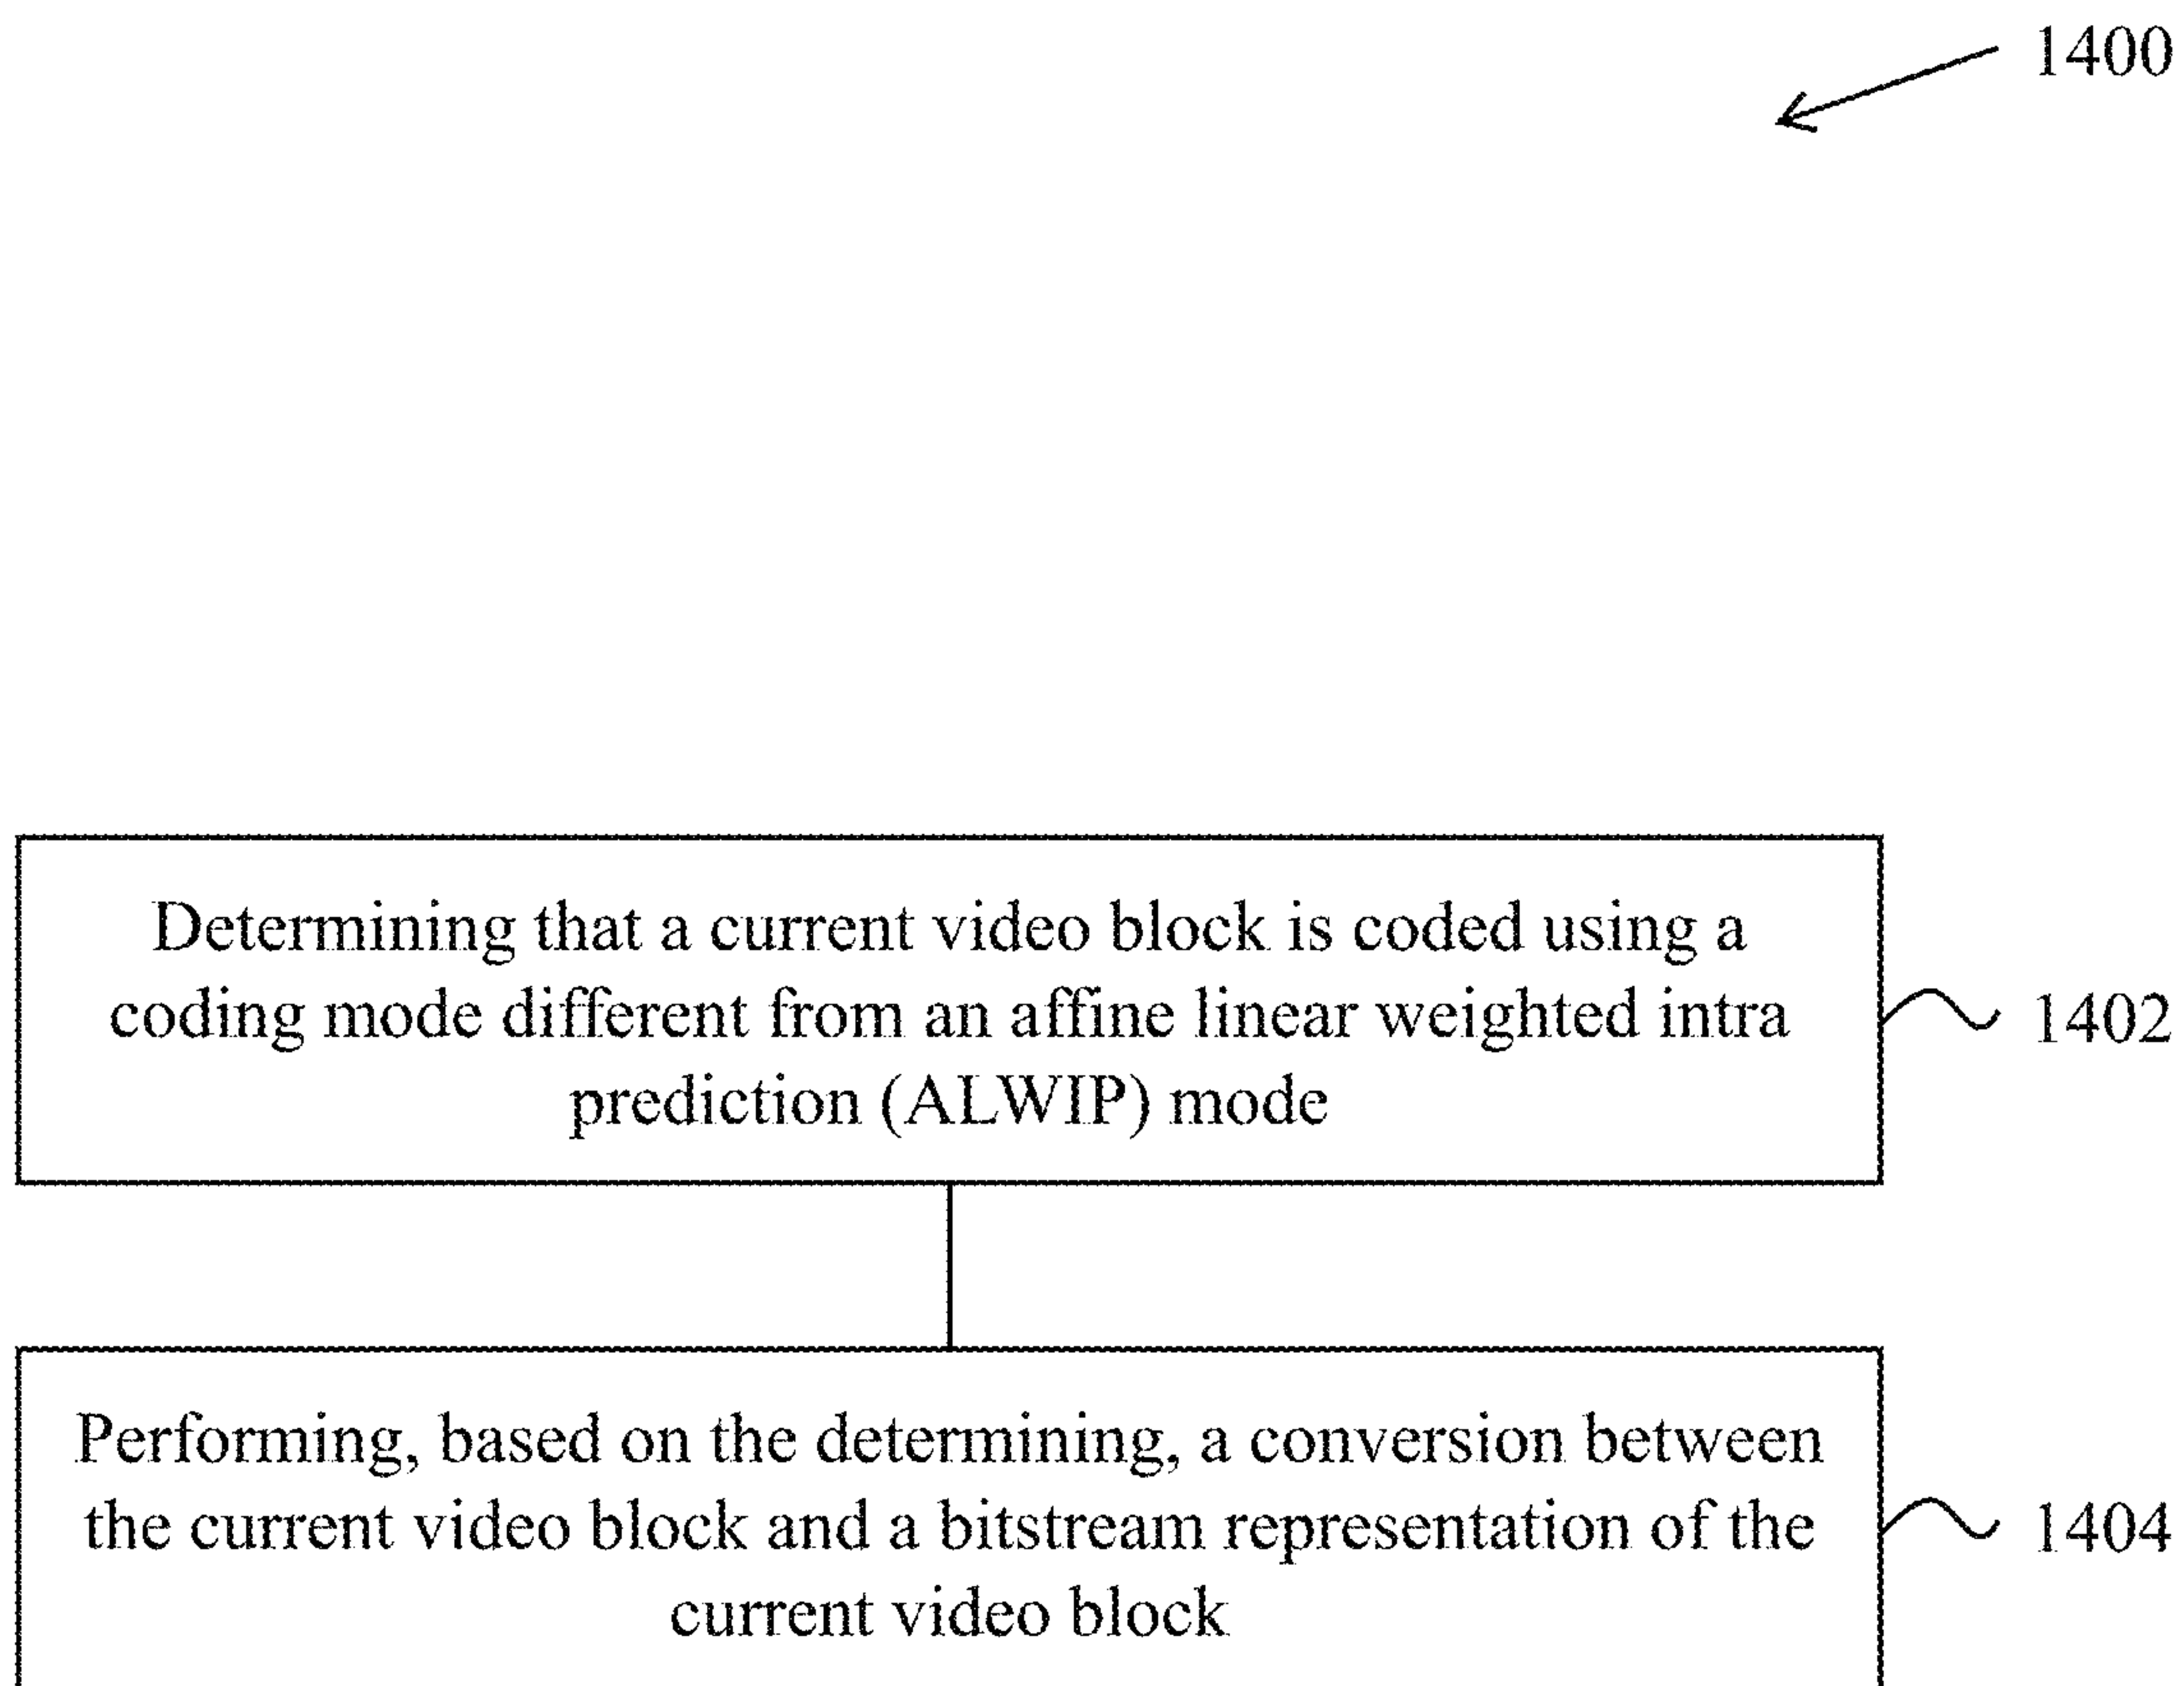 1400
Determining that a current video block is coded using a
coding mode different from an affine linear weighted intra
prediction (ALWIP) mode
1402
Performing, based on the determining, a conversion between
the current video block and a bitstream representation of the
current video block
1404